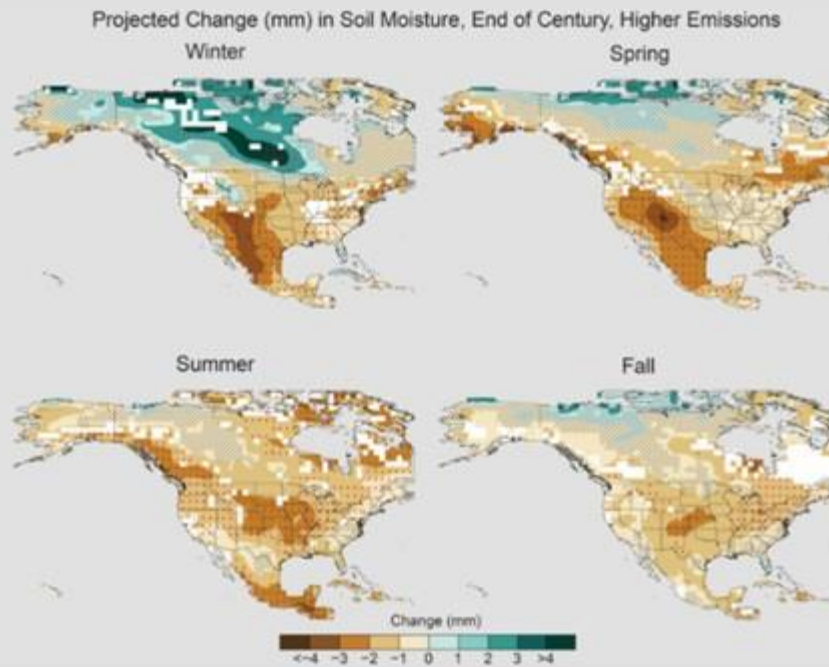 Projected Change (mm) in Soil Moisture, End of Century, Higher Emissions
Winter
Spring
Summer
Fall
Change (mm)
<-4 -3 -2 -1 0 1 2 3 >4